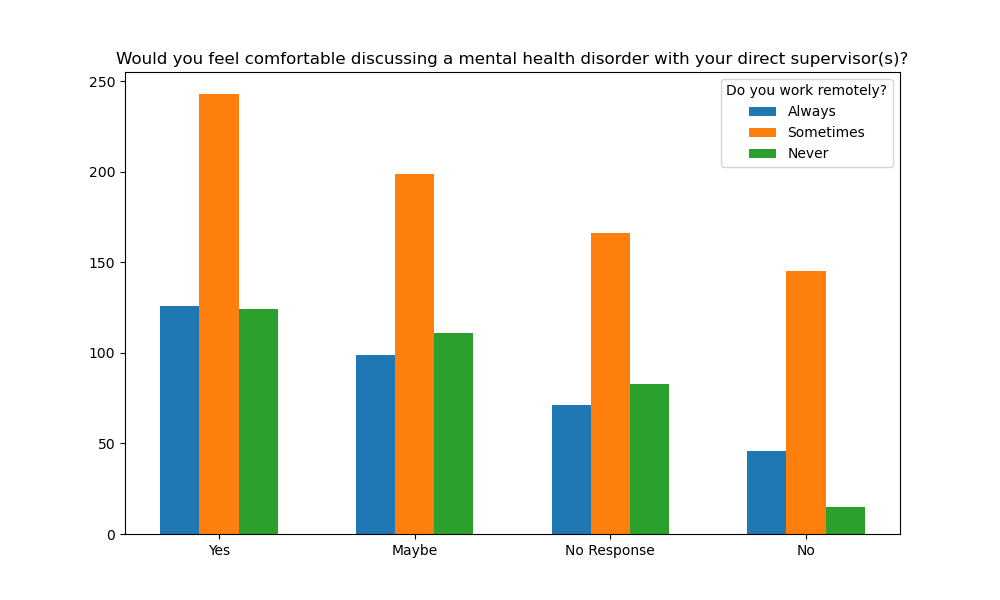 Would you feel comfortable discussing a mental health disorder with your direct supervisor(s)?
250
200
150
100
50
0
Do you work remotely?
Always
Sometimes
Never
Yes
Maybe
No Response
No